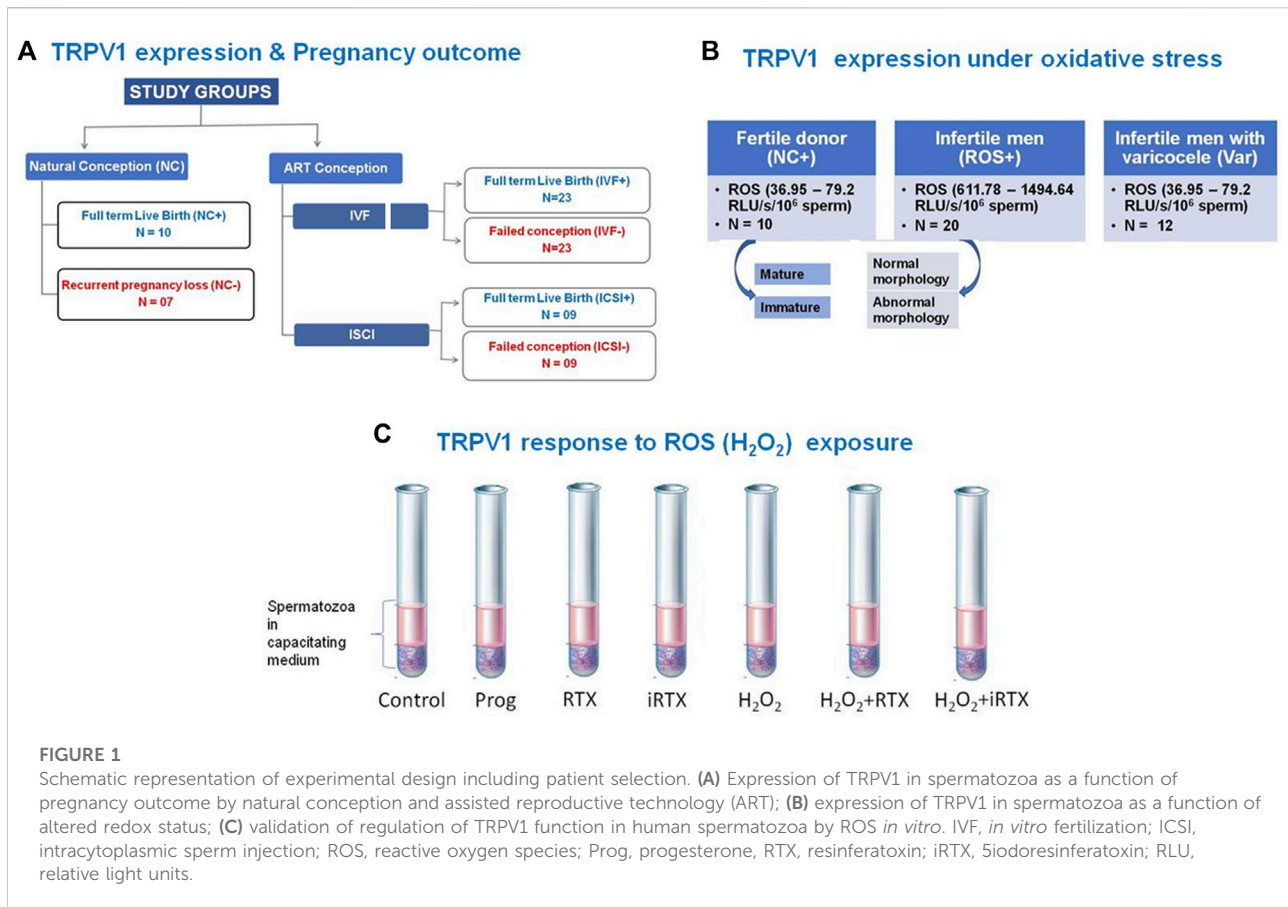 A TRPV1 expression & Pregnancy outcome
STUDY GROUPS
Natural Conception (NC)
Full term Live Birth (NC+)
N = 10
Recurrent pregnancy loss (NC-)
N = 07
ART Conception
IVF
Full term Live Birth (IVF+)
N=23
Failed conception (IVF-)
N=23
ISCI
Full term Live Birth (ICSI+)
N = 09
Failed conception (ICSI-)
N = 09
B TRPV1 expression under oxidative stress
Fertile donor
(NC+)
• ROS (36.95 – 79.2
RLU/s/10⁶ sperm)
• N = 10
Mature
Immature
Infertile men
(ROS+)
• ROS (611.78 – 1494.64
RLU/s/10⁶ sperm)
• N = 20
Normal
morphology
Abnormal
morphology
Infertile men with
varicocele (Var)
• ROS (36.95 – 79.2
RLU/s/10⁶ sperm)
• N = 12
C TRPV1 response to ROS (H₂O₂) exposure
Spermatozoa
in
capacitating
medium
Control Prog RTX iRTX H₂O₂ H₂O₂+RTX H₂O₂+iRTX
FIGURE 1
Schematic representation of experimental design including patient selection. (A) Expression of TRPV1 in spermatozoa as a function of
pregnancy outcome by natural conception and assisted reproductive technology (ART); (B) expression of TRPV1 in spermatozoa as a function of
altered redox status; (C) validation of regulation of TRPV1 function in human spermatozoa by ROS in vitro. IVF, in vitro fertilization; ICSI,
intracytoplasmic sperm injection; ROS, reactive oxygen species; Prog, progesterone, RTX, resinferatoxin; iRTX, 5iodoresinferatoxin; RLU,
relative light units.